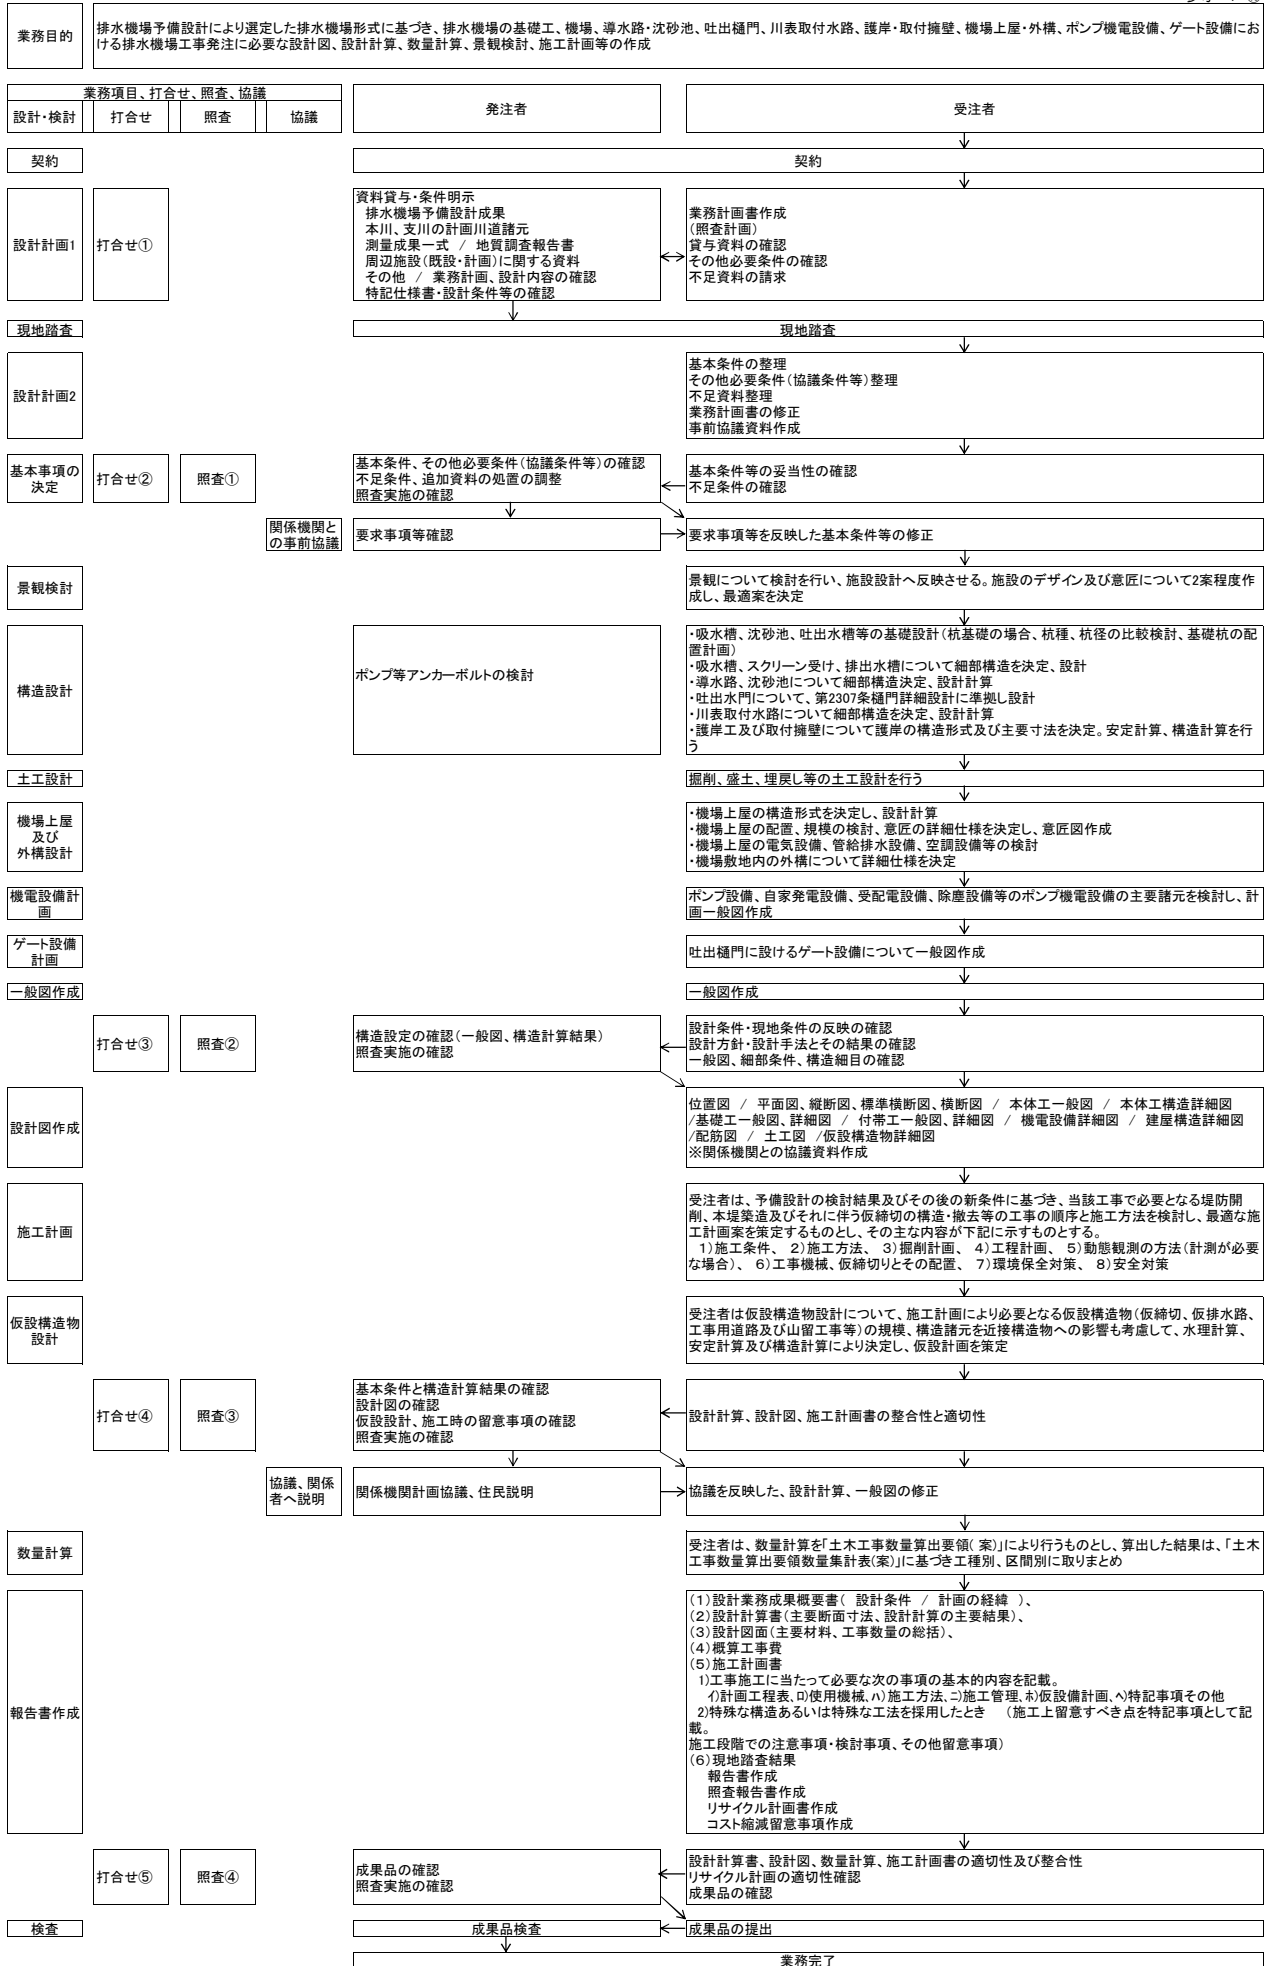 業務目的
排水機場予備設計により選定した排水機場形式に基づき、排水機場の基礎工、機場、導水路・沈砂池、吐出樋門、川表取付水路、護岸・取付擁壁、機場上屋・外構、ポンプ機電設備、ゲート設備にお
ける排水機場工事発注に必要な設計図、設計計算、数量計算、景観検討、施工計画等の作成
業務項目、打合せ、照査、協議
設計・検討
打合せ
照査
協議
発注者
受注者
契約
契約
設計計画1
打合せ①
資料貸与・条件明示
排水機場予備設計成果
本川、支川の計画川道諸元
測量成果一式 / 地質調査報告書
周辺施設(既設・計画)に関する資料
その他 / 業務計画、設計内容の確認
特記仕様書・設計条件等の確認
業務計画書作成
(照査計画)
貸与資料の確認
その他必要条件の確認
不足資料の請求
現地踏査
現地踏査
設計計画2
基本条件の整理
その他必要条件(協議条件等)整理
不足資料整理
業務計画書の修正
事前協議資料作成
基本事項の
決定
打合せ②
照査①
基本条件、その他必要条件(協議条件等)の確認
不足条件、追加資料の処置の調整
照査実施の確認
基本条件等の妥当性の確認
不足条件の確認
関係機関と
の事前協議
要求事項等確認
要求事項等を反映した基本条件等の修正
景観検討
景観について検討を行い、施設設計へ反映させる。施設のデザイン及び意匠について2案程度作
成し、最適案を決定
構造設計
ポンプ等アンカーボルトの検討
・吸水槽、沈砂池、吐出水槽等の基礎設計(杭基礎の場合、杭種、杭径の比較検討、基礎杭の配
置計画)
・吸水槽、スクリーン受け、排出水槽について細部構造を決定、設計
・導水路、沈砂池について細部構造決定、設計計算
・吐出水門について、第2307条樋門詳細設計に準拠し設計
・川表取付水路について細部構造を決定、設計計算
・護岸工及び取付擁壁について護岸の構造形式及び主要寸法を決定。安定計算、構造計算を行
う
土工設計
掘削、盛土、埋戻し等の土工設計を行う
機場上屋
及び
外構設計
・機場上屋の構造形式を決定し、設計計算
・機場上屋の配置、規模の検討、意匠の詳細仕様を決定し、意匠図作成
・機場上屋の電気設備、管給排水設備、空調設備等の検討
・機場敷地内の外構について詳細仕様を決定
機電設備計
画
ポンプ設備、自家発電設備、受配電設備、除塵設備等のポンプ機電設備の主要諸元を検討し、計
画一般図作成
ゲート設備
計画
吐出樋門に設けるゲート設備について一般図作成
一般図作成
一般図作成
打合せ③
照査②
構造設定の確認(一般図、構造計算結果)
照査実施の確認
設計条件・現地条件の反映の確認
設計方針・設計手法とその結果の確認
一般図、細部条件、構造細目の確認
設計図作成
位置図 / 平面図、縦断図、標準横断図、横断図 / 本体工一般図 / 本体工構造詳細図
/基礎工一般図、詳細図 / 付帯工一般図、詳細図 / 機電設備詳細図 / 建屋構造詳細図
/配筋図 / 土工図 /仮設構造物詳細図
※関係機関との協議資料作成
施工計画
受注者は、予備設計の検討結果及びその後の新条件に基づき、当該工事で必要となる堤防開
削、本堤築造及びそれに伴う仮締切の構造・撤去等の工事の順序と施工方法を検討し、最適な施
工計画案を策定するものとし、その主な内容が下記に示すものとする。
1)施工条件、 2)施工方法、 3)掘削計画、 4)工程計画、 5)動態観測の方法(計測が必要
な場合)、 6)工事機械、仮締切りとその配置、 7)環境保全対策、 8)安全対策
仮設構造物
設計
受注者は仮設構造物設計について、施工計画により必要となる仮設構造物(仮締切、仮排水路、
工事用道路及び山留工事等)の規模、構造諸元を近接構造物への影響も考慮して、水理計算、
安定計算及び構造計算により決定し、仮設計画を策定
打合せ④
照査③
基本条件と構造計算結果の確認
設計図の確認
仮設設計、施工時の留意事項の確認
照査実施の確認
設計計算、設計図、施工計画書の整合性と適切性
協議、関係
者へ説明
関係機関計画協議、住民説明
協議を反映した、設計計算、一般図の修正
数量計算
受注者は、数量計算を「土木工事数量算出要領(案)」により行うものとし、算出した結果は、「土木
工事数量算出要領数量集計表(案)」に基づき工種別、区間別に取りまとめ
報告書作成
(1)設計業務成果概要書( 設計条件 / 計画の経緯 )、
(2)設計計算書(主要断面寸法、設計計算の主要結果)、
(3)設計図面(主要材料、工事数量の総括)、
(4)概算工事費
(5)施工計画書
1)工事施工に当たって必要な次の事項の基本的内容を記載。
イ)計画工程表、ロ)使用機械、ハ)施工方法、ニ)施工管理、ホ)仮設備計画、ヘ)特記事項その他
2)特殊な構造あるいは特殊な工法を採用したとき (施工上留意すべき点を特記事項として記
載。
施工段階での注意事項・検討事項、その他留意事項)
(6)現地踏査結果
報告書作成
照査報告書作成
リサイクル計画書作成
コスト縮減留意事項作成
打合せ⑤
照査④
成果品の確認
照査実施の確認
設計計算書、設計図、数量計算、施工計画書の適切性及び整合性
リサイクル計画の適切性確認
成果品の確認
検査
成果品検査
成果品の提出
業務完了